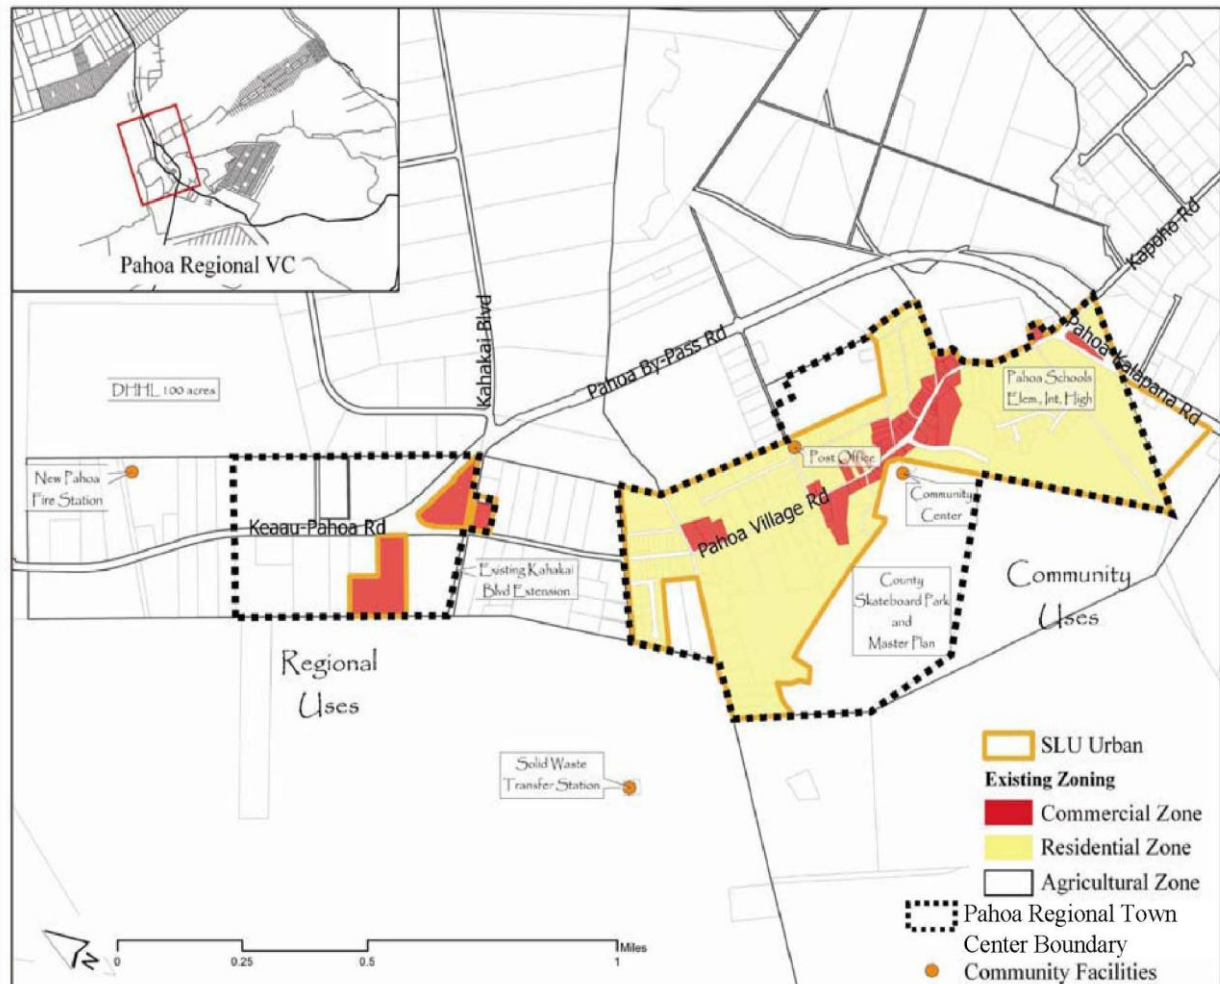 Pahoa Regional VC
Kapoho Rd
Kahakai Blvd
Pahoa By-Pass Rd
Pahoa Kalapana Rd
DHHL 100 acres
Pahoa Schools
Elem., Int, High
New Pahoa
Fire Station
Post Office
Community
Center
Keaau-Pahoa Rd
Pahoa Village Rd
Existing Kahakai
Blvd Extension
County
Skateboard Park
and
Master Plan
Community
Uses
Regional
Uses
Solid Waste
Transfer Station
SLU Urban
Existing Zoning
Commercial Zone
Residential Zone
Agricultural Zone
Pahoa Regional Town
Center Boundary
Community Facilities
N
Miles
0 0.25 0.5 1